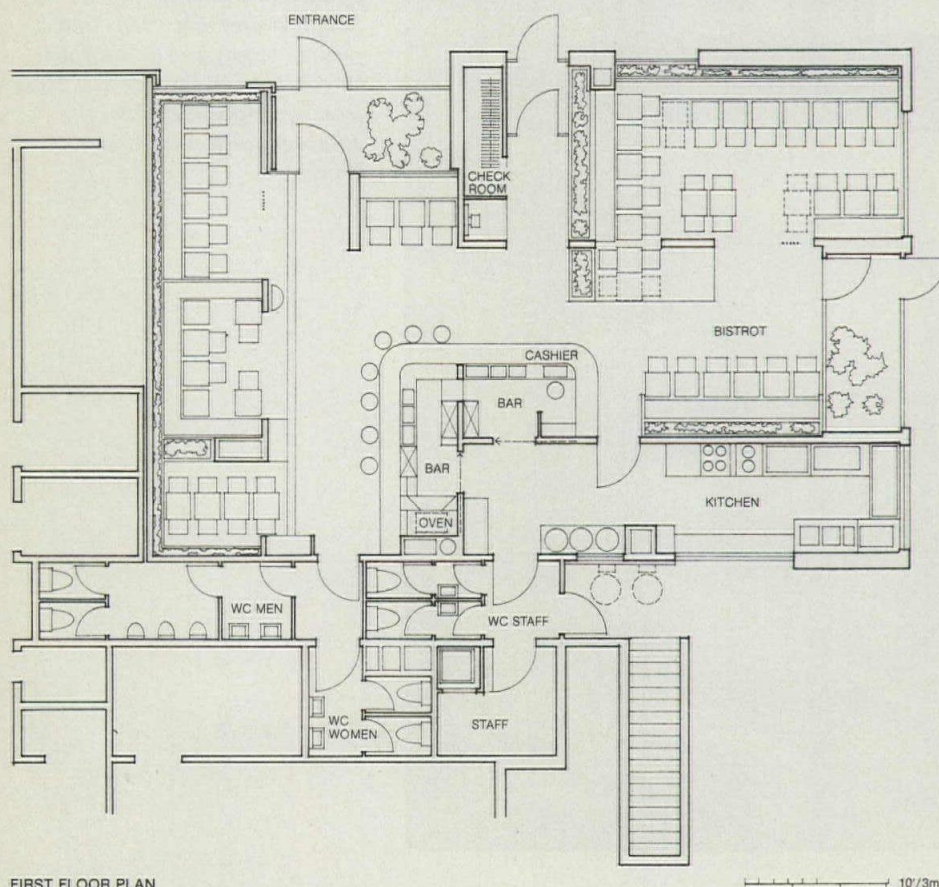 ENTRANCE
CHECK
ROOM
BISTROT
CASHIER
BAR
BAR
OVEN
KITCHEN
WC MEN
WC STAFF
WC
WOMEN
STAFF
FIRST FLOOR PLAN
10'/3m